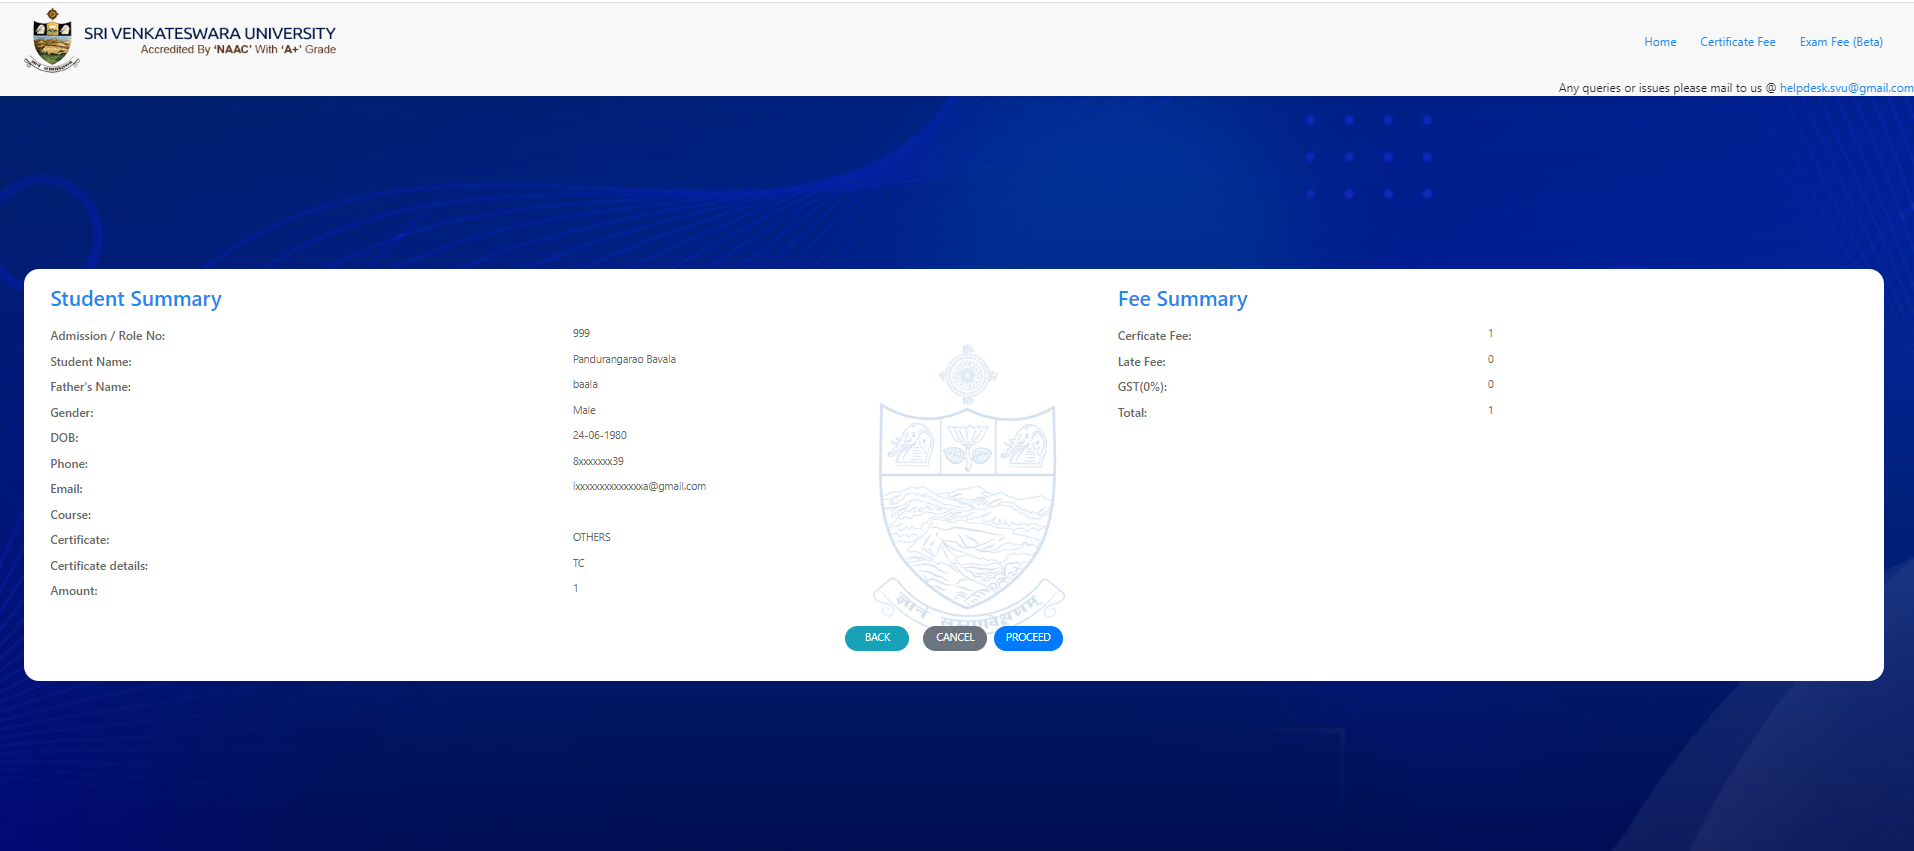 SRI VENKATESWARA UNIVERSITY
Accredited By ‘NAAC’ With ‘A+’ Grade
Home Certificate Fee Exam Fee (Beta)
Any queries or issues please mail to us @ helpdesk.svu@gmail.com
Student Summary
Admission / Role No: 999
Student Name: Pandurangarao Bavala
Father's Name: baala
Gender: Male
DOB: 24-06-1980
Phone: 8xxxxxxx39
Email: ixxxxxxxxxxxxxxa@gmail.com
Course:
Certificate: OTHERS
Certificate details: TC
Amount: 1
Fee Summary
Cerficate Fee: 1
Late Fee: 0
GST(0%): 0
Total: 1
ज्ञानं सम्यगवेक्षणम्
BACK CANCEL PROCEED